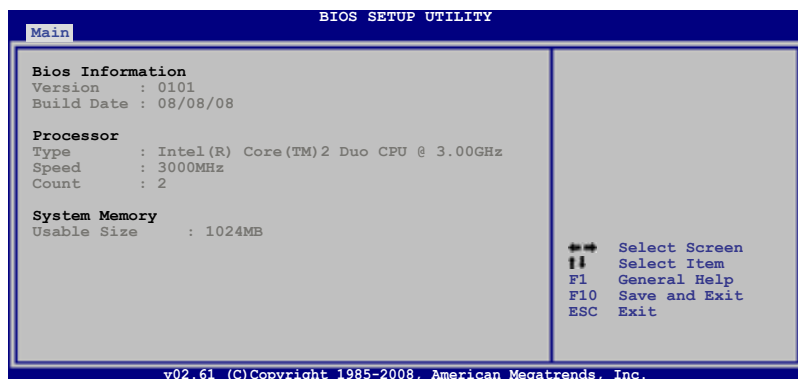 BIOS SETUP UTILITY
Main
Bios Information
Version : 0101
Build Date : 08/08/08
Processor
Type : Intel(R) Core(TM)2 Duo CPU @ 3.00GHz
Speed : 3000MHz
Count : 2
System Memory
Usable Size : 1024MB
←→ Select Screen
↑↓ Select Item
F1 General Help
F10 Save and Exit
ESC Exit
v02.61 (C)Copyright 1985-2008, American Megatrends, Inc.